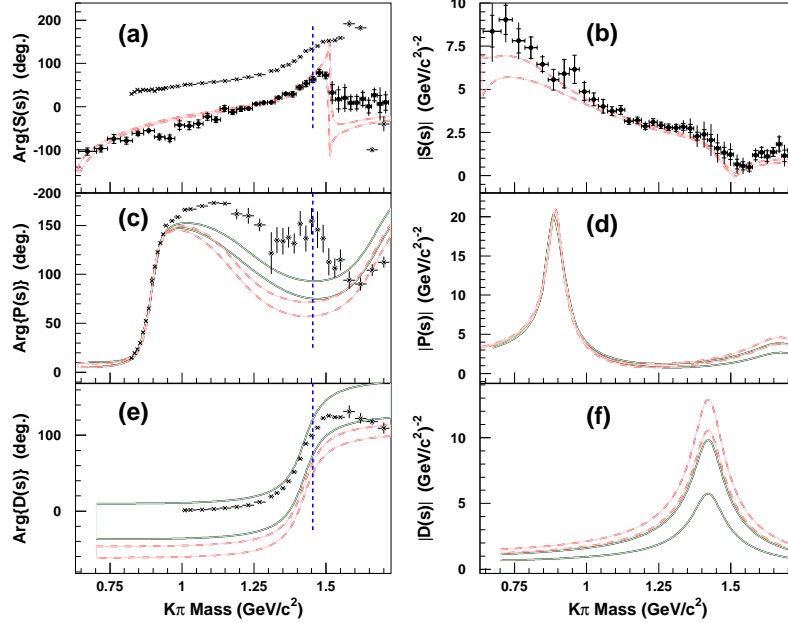 200
100
0
-100
-200
Arg{S(s)} (deg.)
(a)
10
7.5
5
2.5
0
|S(s)| (GeV/c²)⁻²
(b)
200
150
100
50
0
Arg{P(s)} (deg.)
(c)
20
15
10
5
0
|P(s)| (GeV/c²)⁻²
(d)
100
0
Arg{D(s)} (deg.)
(e)
0.75 1 1.25 1.5
Kπ Mass (GeV/c²)
10
5
0
|D(s)| (GeV/c²)⁻²
(f)
0.75 1 1.25 1.5
Kπ Mass (GeV/c²)